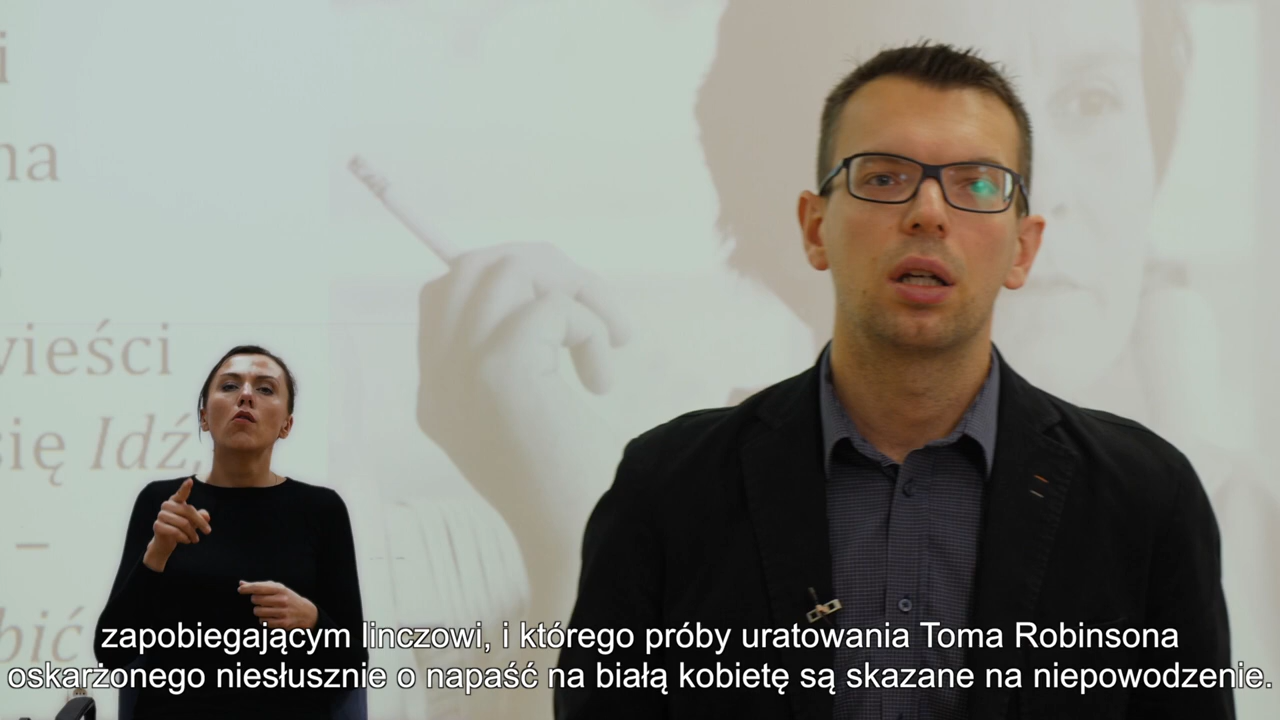 i
na
wieści
się Idź,
–
bić
zapobiegającym linczowi, i którego próby uratowania Toma Robinsona
oskarżonego niesłusznie o napaść na białą kobietę są skazane na niepowodzenie.